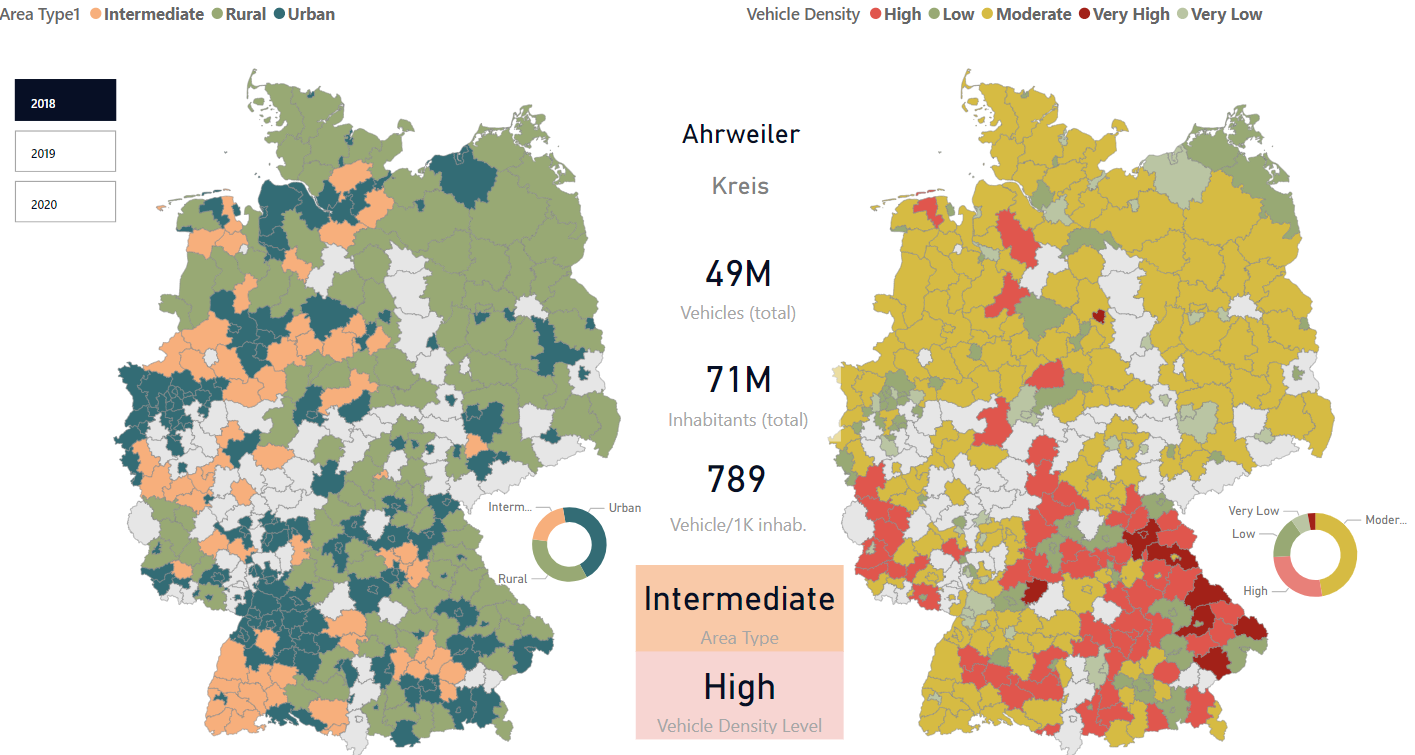 Area Type1 Intermediate Rural Urban
Vehicle Density High Low Moderate Very High Very Low
2018
2019
2020
Ahrweiler
Kreis
49M
Vehicles (total)
71M
Inhabitants (total)
789
Vehicle/1K inhab.
Interm...
Urban
Rural
Very Low
Moder...
Low
High
Intermediate
Area Type
High
Vehicle Density Level